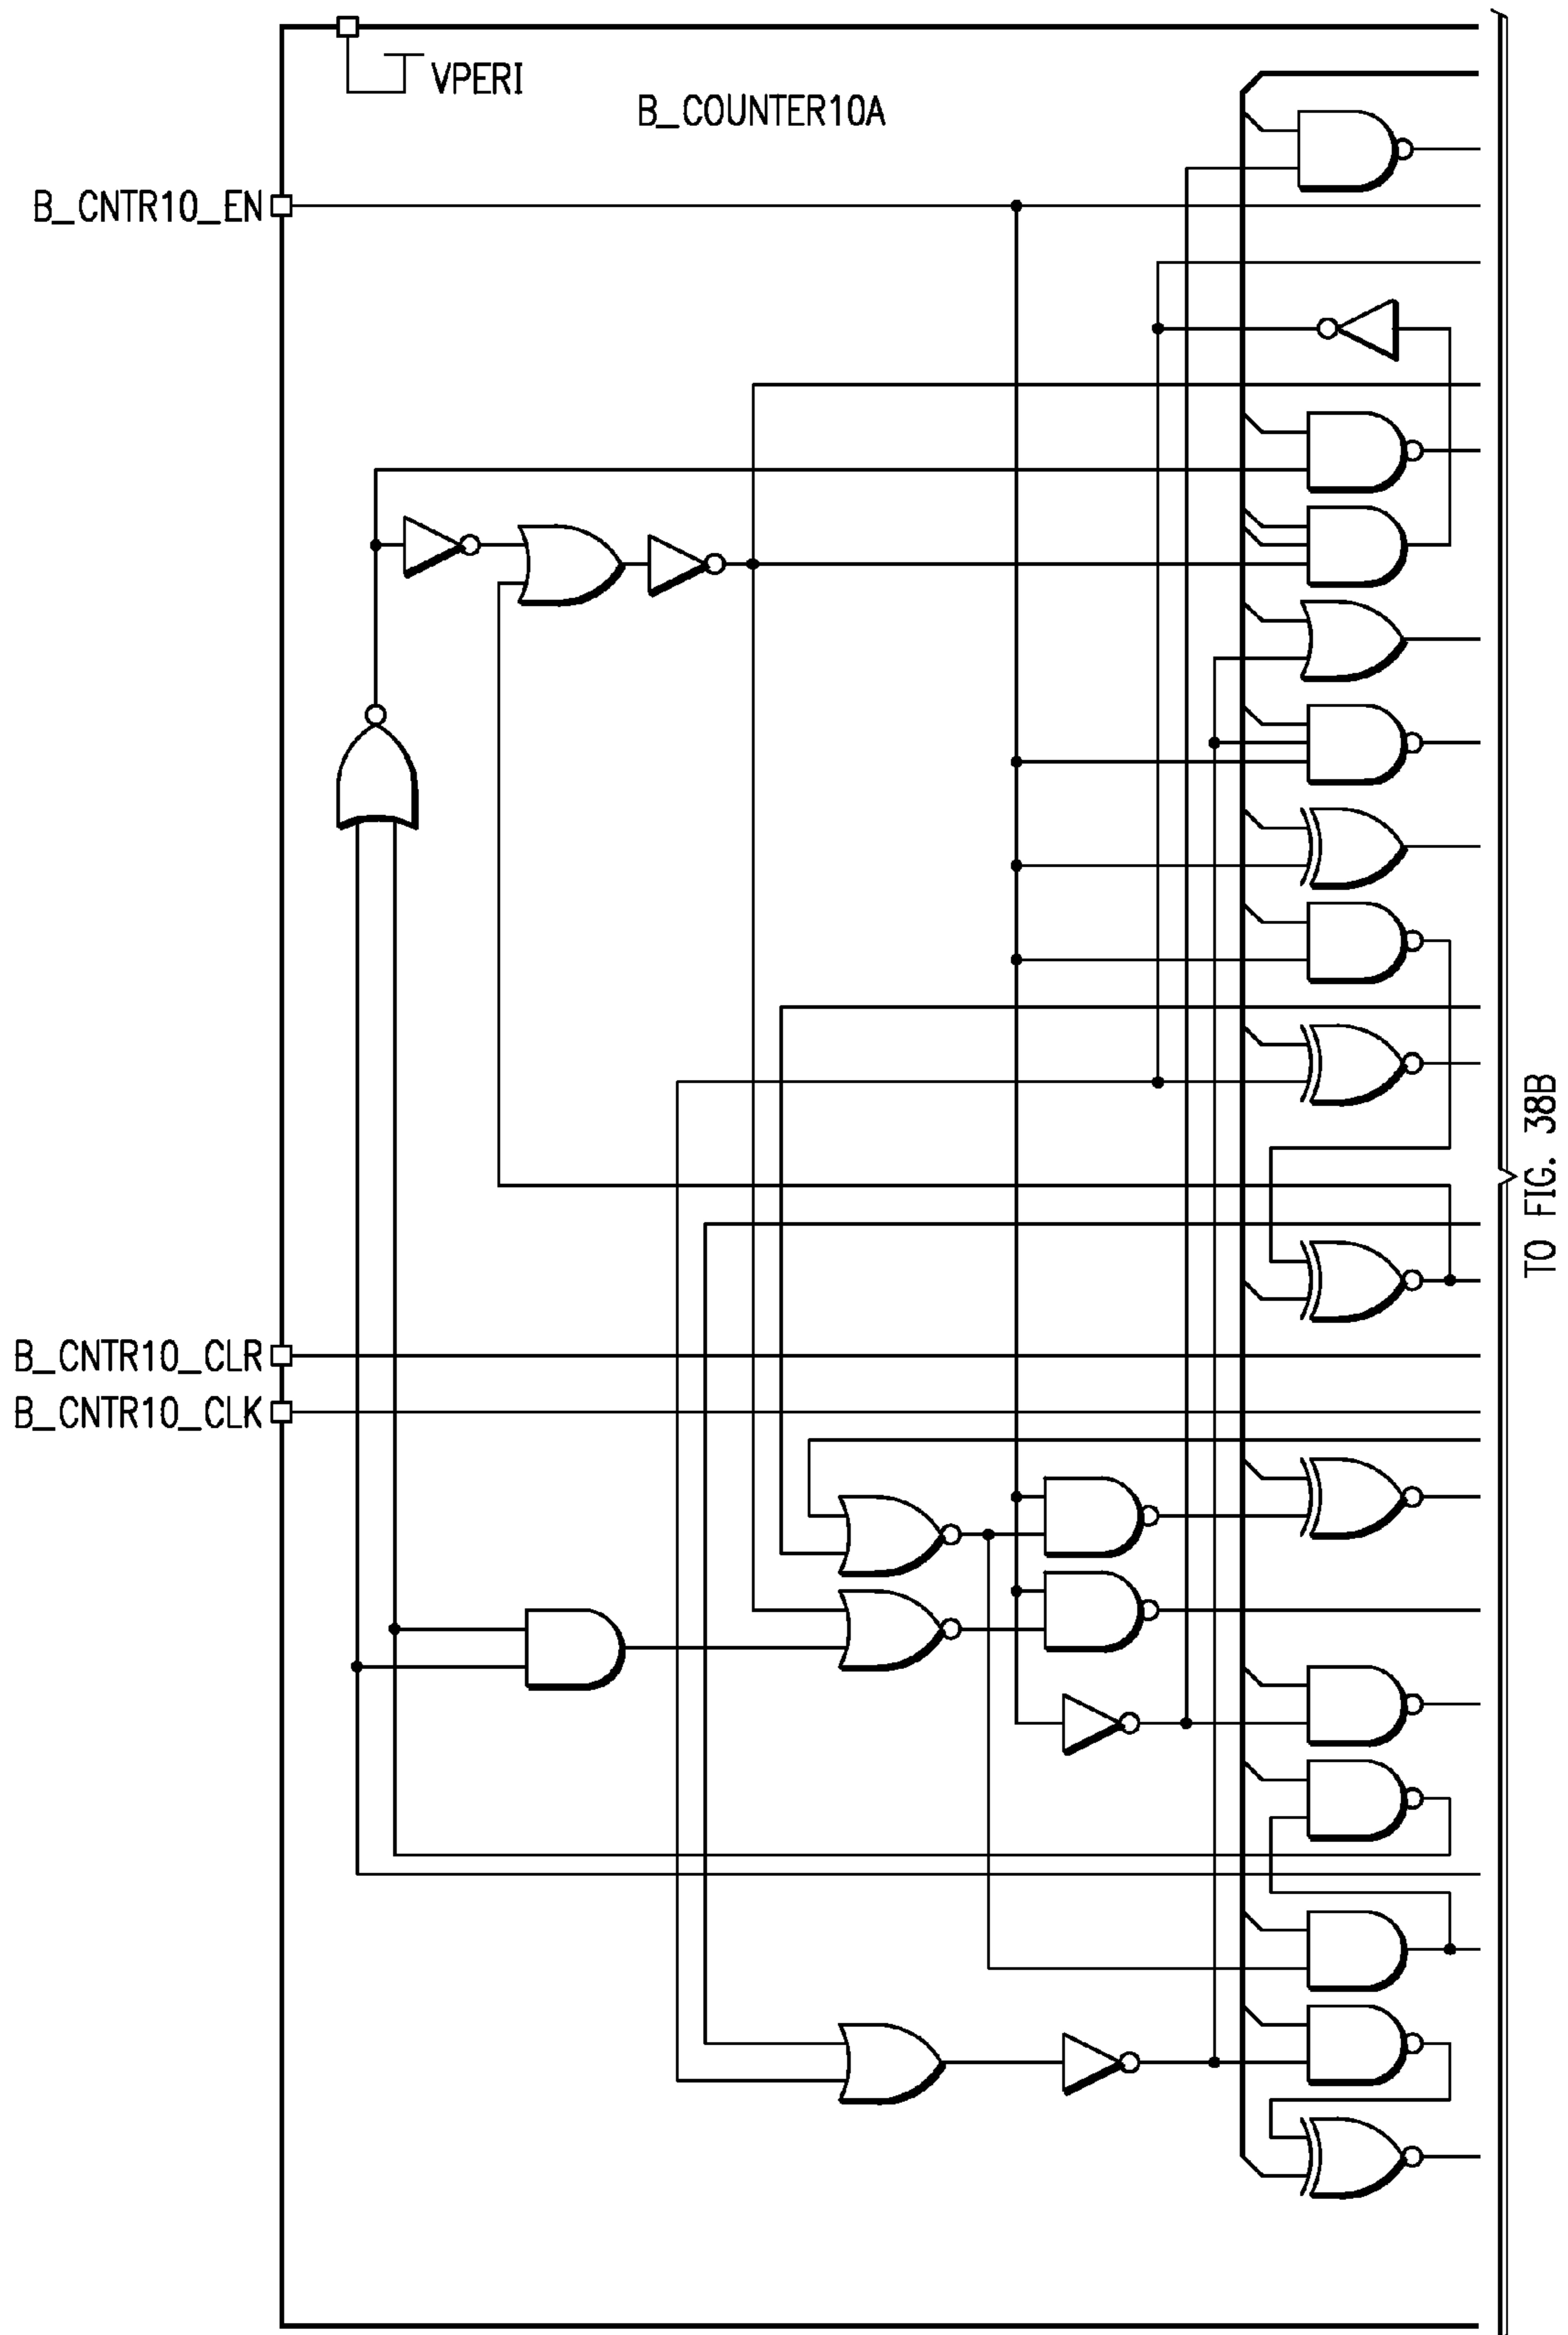 VPERI
B_COUNTER10A
B_CNTR10_EN
B_CNTR10_CLR
B_CNTR10_CLK
TO FIG. 38B